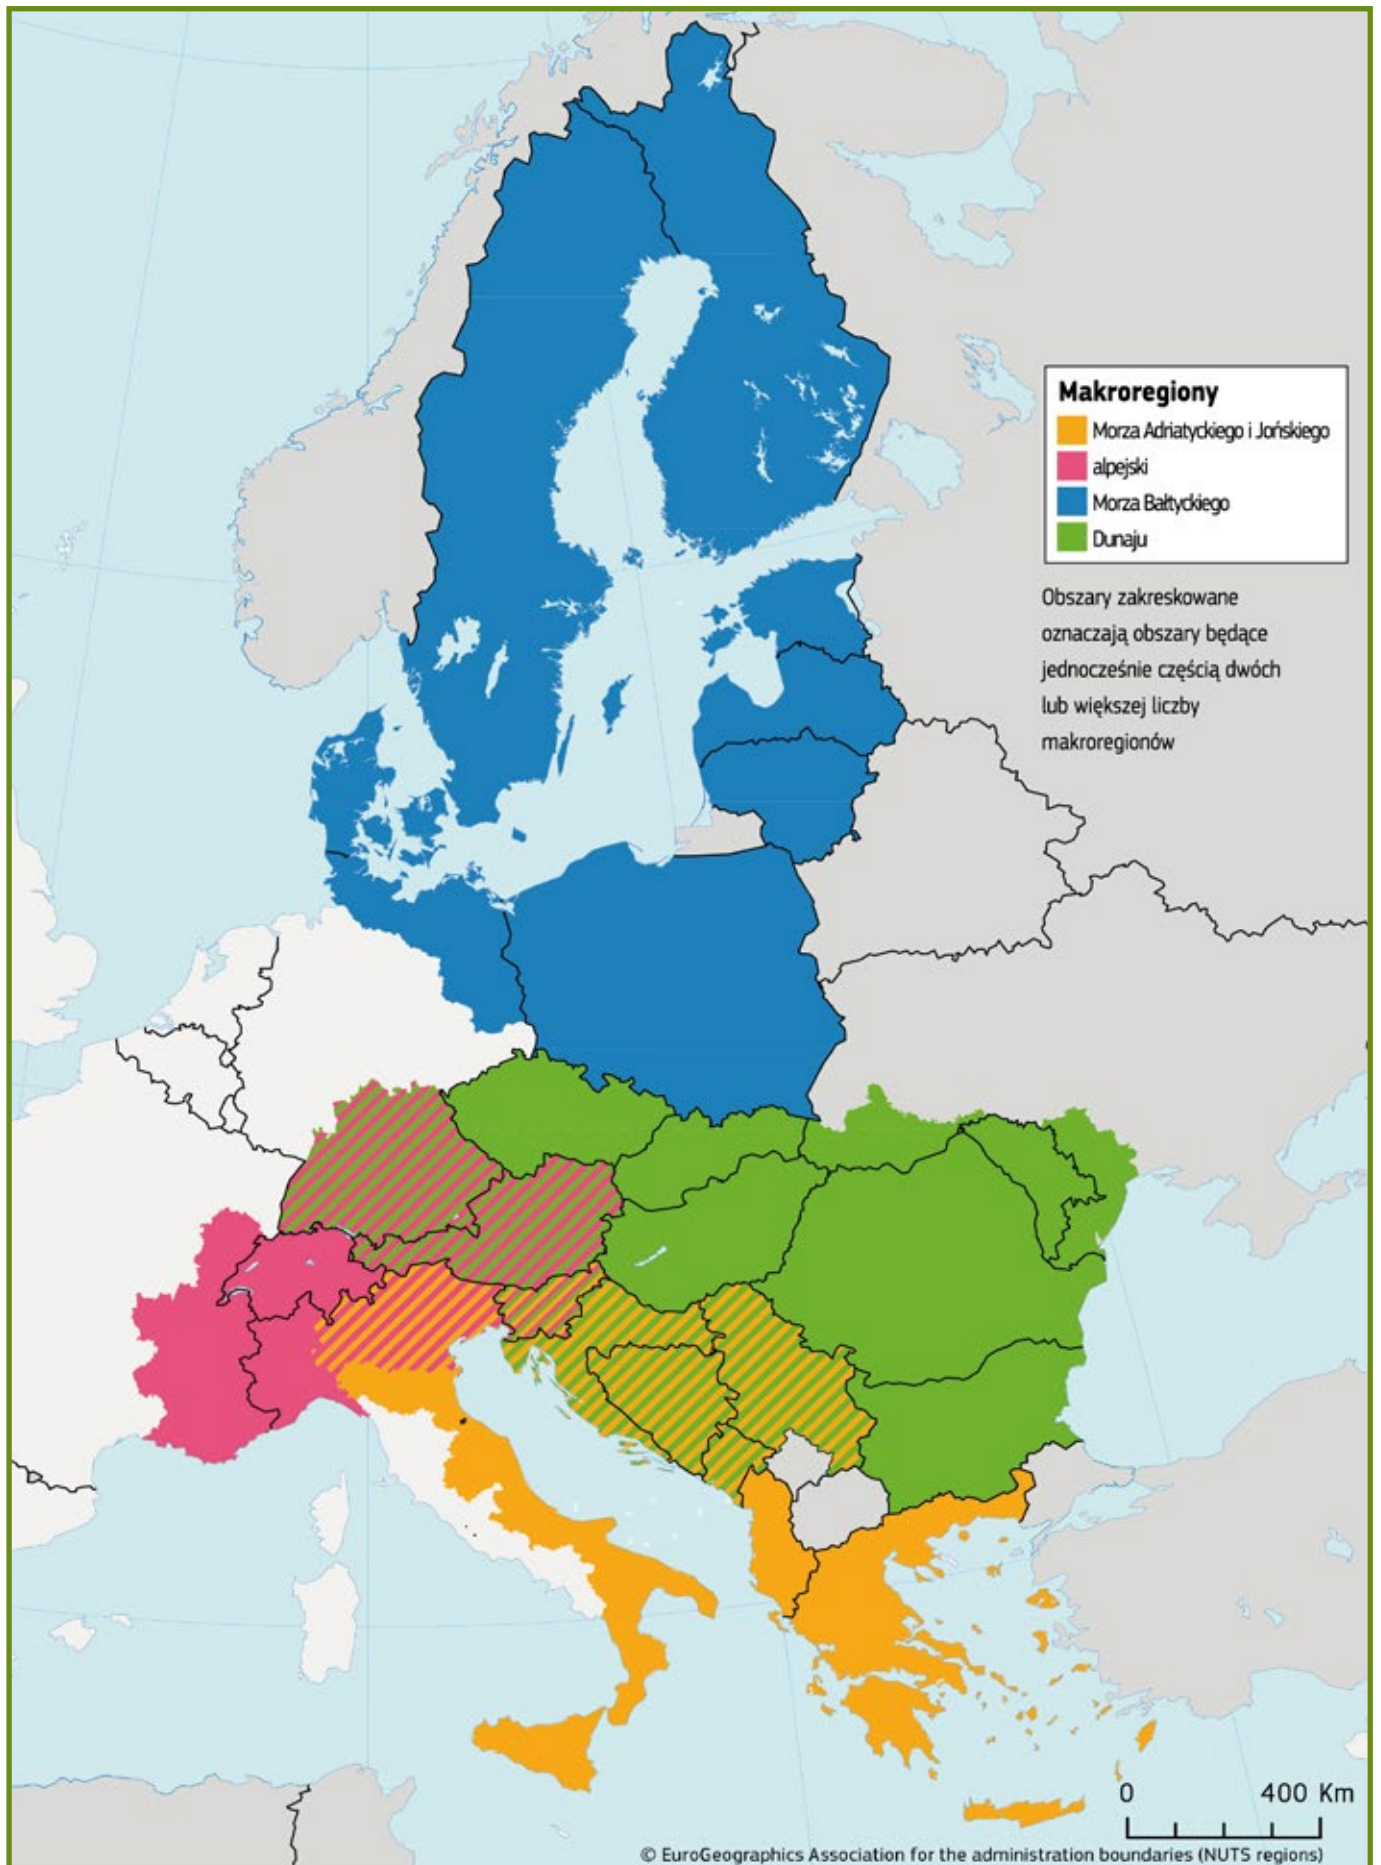 Makroregiony
Morza Adriatyckiego i Jońskiego
alpejski
Morza Bałtyckiego
Dunaju
Obszary zakreskowane
oznaczają obszary będące
jednocześnie częścią dwóch
lub większej liczby
makroregionów
0 400 Km
© EuroGeographics Association for the administration boundaries (NUTS regions)